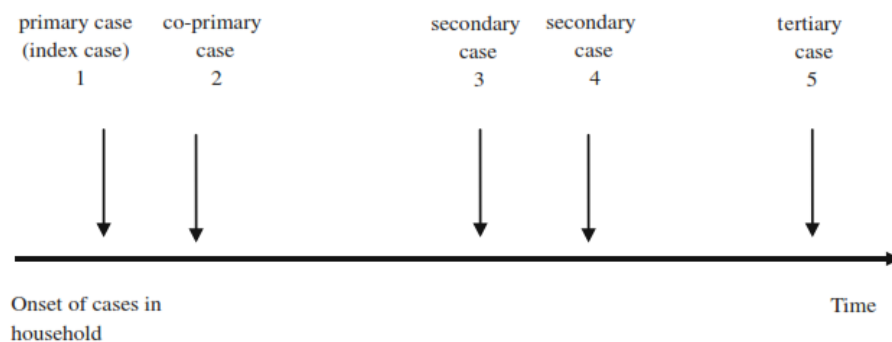 primary case
(index case)
1
co-primary
case
2
secondary
case
3
secondary
case
4
tertiary
case
5
Onset of cases in
household
Time